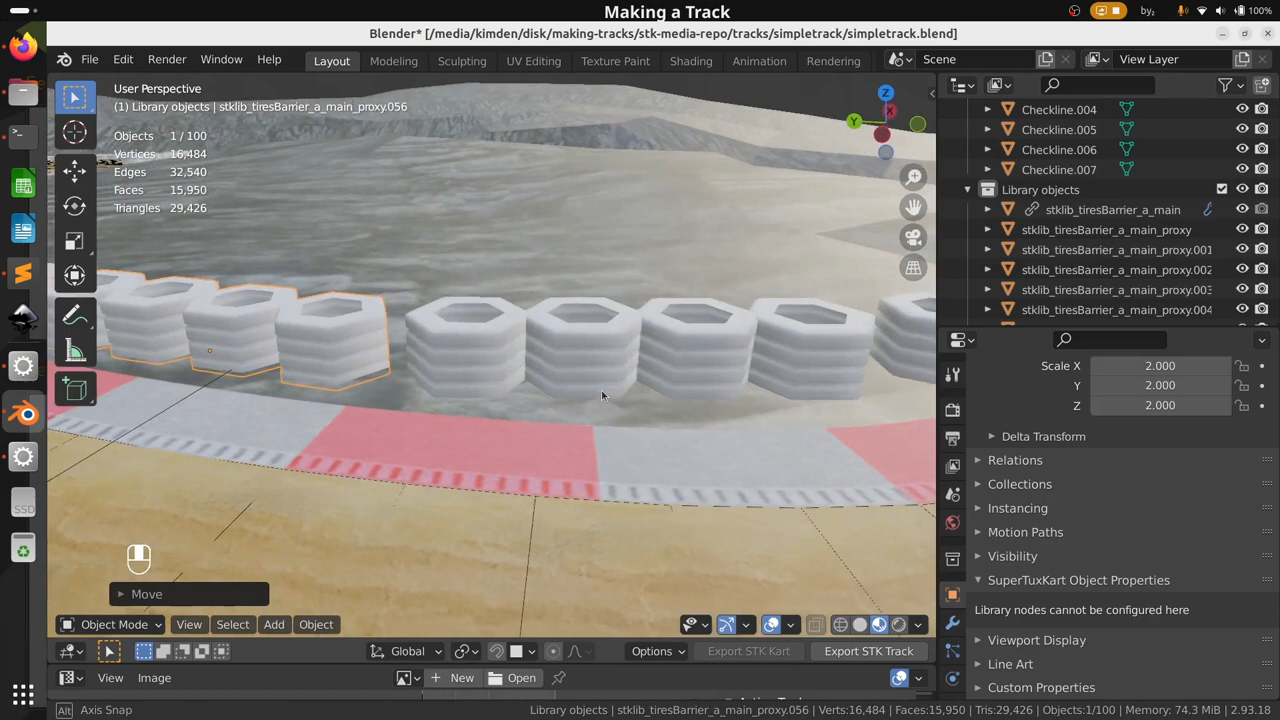 Making a Track
by₂
100%
Blender* [/media/kimden/disk/making-tracks/stk-media-repo/tracks/simpletrack/simpletrack.blend]
File Edit Render Window Help Layout Modeling Sculpting UV Editing Texture Paint Shading Animation Rendering Scene View Layer
User Perspective
(1) Library objects | stklib_tiresBarrier_a_main_proxy.056
Objects 1 / 100
Vertices 16,484
Edges 32,540
Faces 15,950
Triangles 29,426
Z
X
Y
Move
Object Mode View Select Add Object
Global Options Export STK Kart Export STK Track
View Image New Open
Checkline.004
Checkline.005
Checkline.006
Checkline.007
Library objects
stklib_tiresBarrier_a_main
stklib_tiresBarrier_a_main_proxy
stklib_tiresBarrier_a_main_proxy.001
stklib_tiresBarrier_a_main_proxy.002
stklib_tiresBarrier_a_main_proxy.003
stklib_tiresBarrier_a_main_proxy.004
Scale X 2.000
Y 2.000
Z 2.000
Delta Transform
Relations
Collections
Instancing
Motion Paths
Visibility
SuperTuxKart Object Properties
Library nodes cannot be configured here
Viewport Display
Line Art
Custom Properties
SSD
Alt Axis Snap
Library objects | stklib_tiresBarrier_a_main_proxy.056 | Verts:16,484 | Faces:15,950 | Tris:29,426 | Objects:1/100 | Memory: 74.3 MiB | 2.93.18